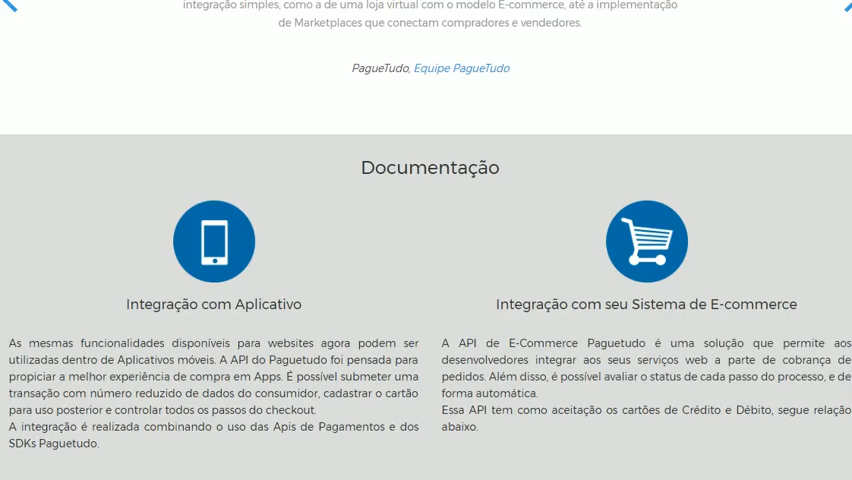 integração simples, como a de uma loja virtual com o modelo E-commerce, até a implementação
de Marketplaces que conectam compradores e vendedores.
PagueTudo, Equipe PagueTudo
Documentação
Integração com Aplicativo
As mesmas funcionalidades disponíveis para websites agora podem ser
utilizadas dentro de Aplicativos móveis. A API do Paguetudo foi pensada para
propiciar a melhor experiência de compra em Apps. É possível submeter uma
transação com número reduzido de dados do consumidor, cadastrar o cartão
para uso posterior e controlar todos os passos do checkout.
A integração é realizada combinando o uso das Apis de Pagamentos e dos
SDKs Paguetudo.
Integração com seu Sistema de E-commerce
A API de E-Commerce Paguetudo é uma solução que permite aos
desenvolvedores integrar aos seus serviços web a parte de cobrança de
pedidos. Além disso, é possível avaliar o status de cada passo do processo, e de
forma automática.
Essa API tem como aceitação os cartões de Crédito e Débito, segue relação
abaixo.